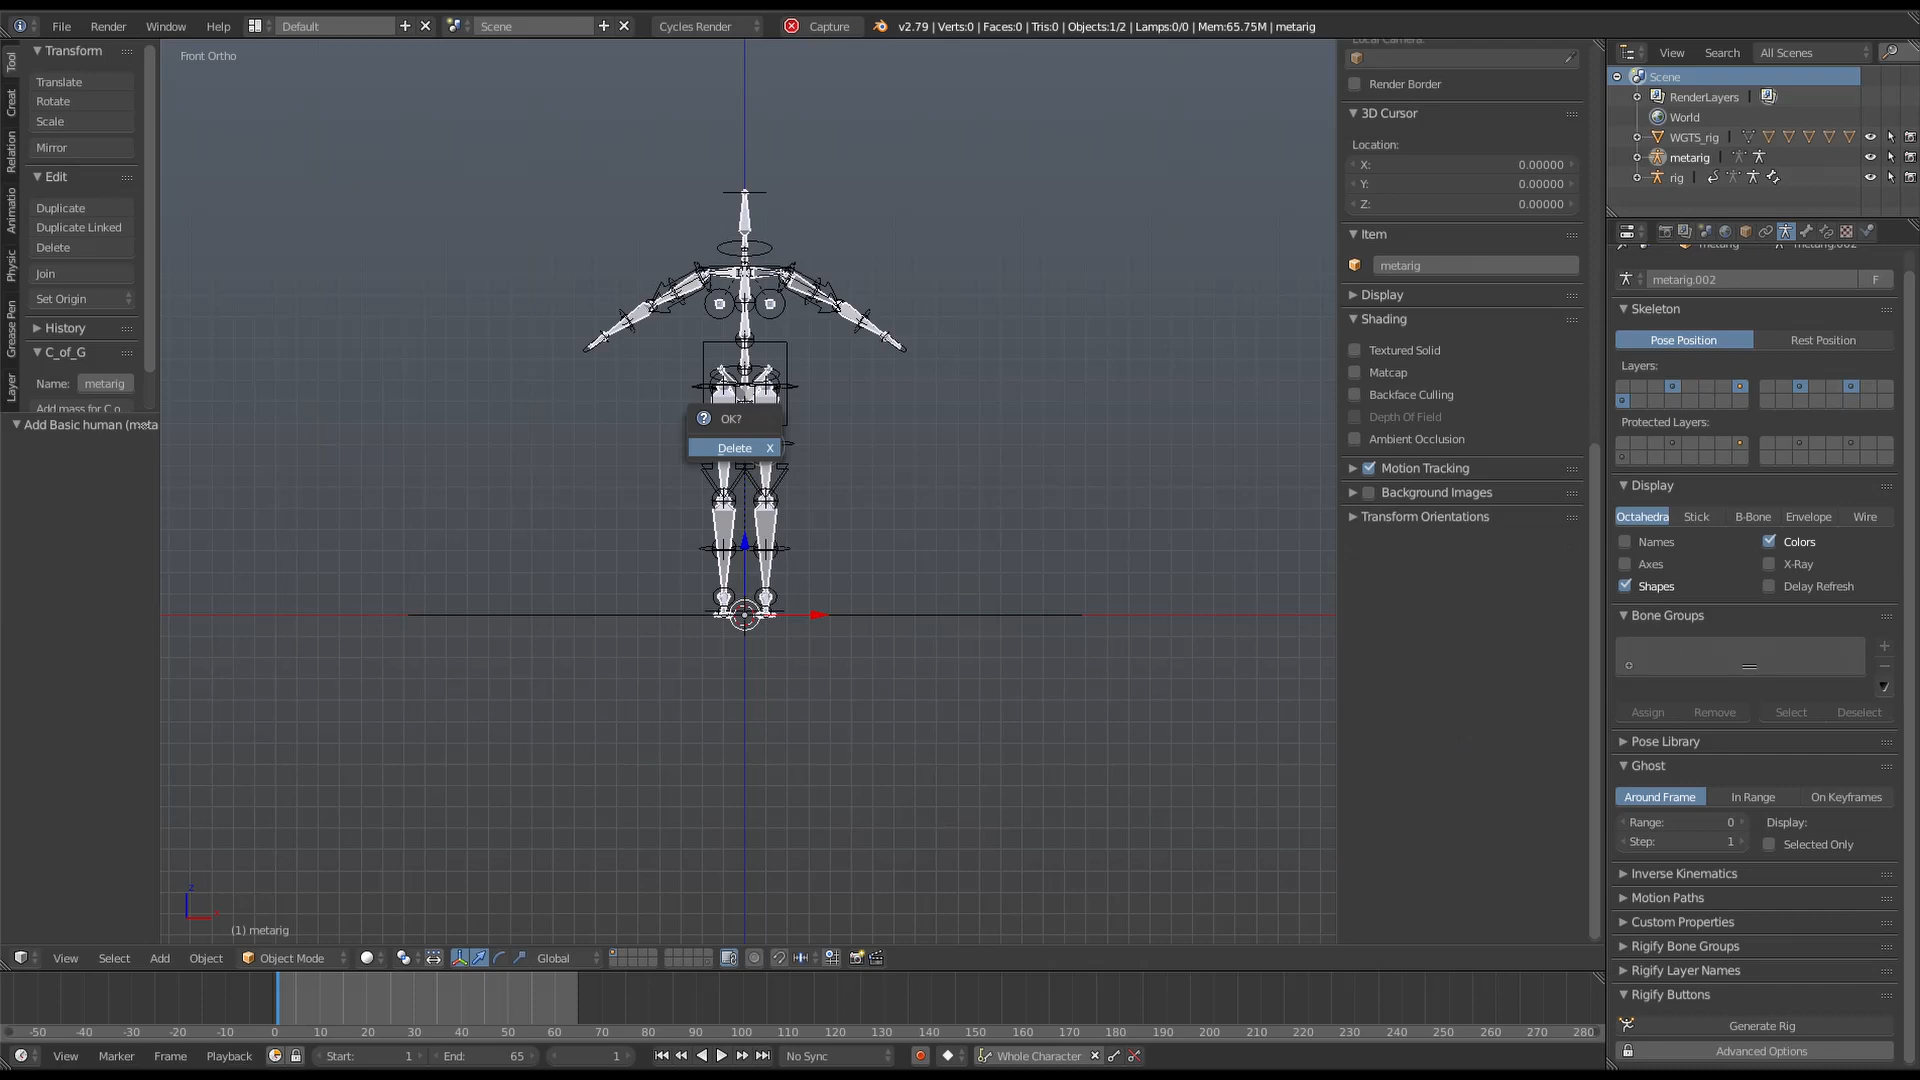 File Render Window Help Default Scene Cycles Render Capture v2.79 | Verts:0 | Faces:0 | Tris:0 | Objects:1/2 | Lamps:0/0 | Mem:65.75M | metarig
Tool
Creat
Relation
Animatio
Physic
Grease Pen
Layer
Transform
Translate
Rotate
Scale
Mirror
Edit
Duplicate
Duplicate Linked
Delete
Join
Set Origin
History
C_of_G
Name: metarig
Add mass for C o
Add Basic human (meta
Front Ortho
OK?
Delete X
z
(1) metarig
View Select Add Object Object Mode Global
Local Camera:
Render Border
3D Cursor
Location:
X: 0.00000
Y: 0.00000
Z: 0.00000
Item
metarig
Display
Shading
Textured Solid
Matcap
Backface Culling
Depth Of Field
Ambient Occlusion
Motion Tracking
Background Images
Transform Orientations
View Search All Scenes
Scene
RenderLayers
World
WGTS_rig
metarig
rig
metarig metarig.002
metarig.002 F
Skeleton
Pose Position Rest Position
Layers:
Protected Layers:
Display
Octahedra Stick B-Bone Envelope Wire
Names Colors
Axes X-Ray
Shapes Delay Refresh
Bone Groups
Assign Remove Select Deselect
Pose Library
Ghost
Around Frame In Range On Keyframes
Range: 0 Display:
Step: 1 Selected Only
Inverse Kinematics
Motion Paths
Custom Properties
Rigify Bone Groups
Rigify Layer Names
Rigify Buttons
Generate Rig
Advanced Options
-50 -40 -30 -20 -10 0 10 20 30 40 50 60 70 80 90 100 110 120 130 140 150 160 170 180 190 200 210 220 230 240 250 260 270 280
View Marker Frame Playback Start: 1 End: 65 1 No Sync Whole Character